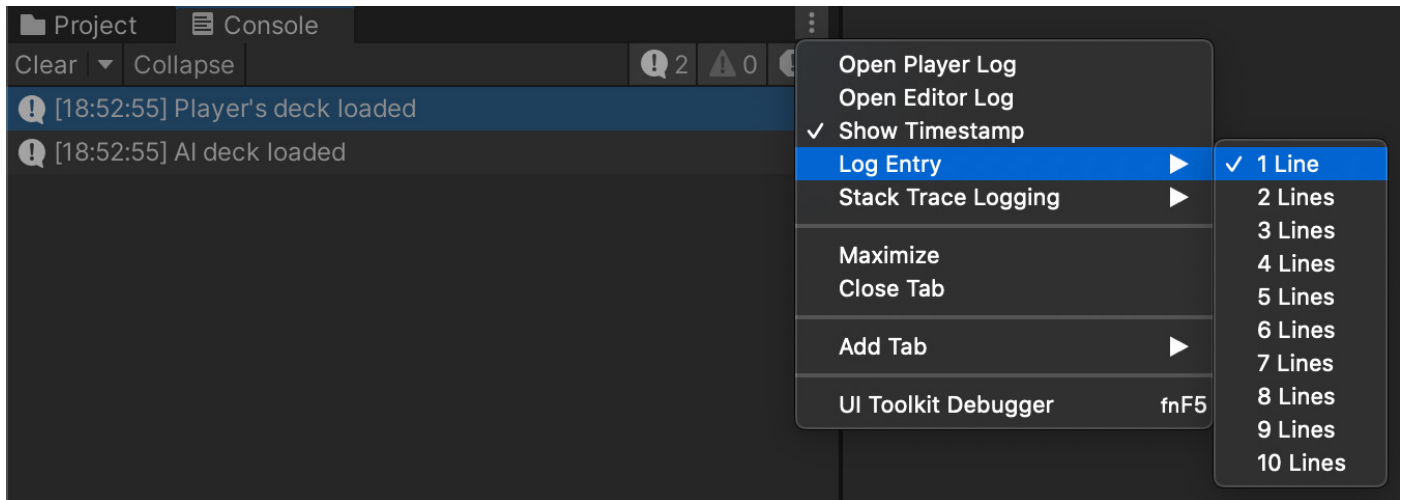 Project Console
Clear Collapse 2 0
[18:52:55] Player's deck loaded
[18:52:55] AI deck loaded
Open Player Log
Open Editor Log
Show Timestamp
Log Entry
Stack Trace Logging
Maximize
Close Tab
Add Tab
UI Toolkit Debugger fnF5
1 Line
2 Lines
3 Lines
4 Lines
5 Lines
6 Lines
7 Lines
8 Lines
9 Lines
10 Lines